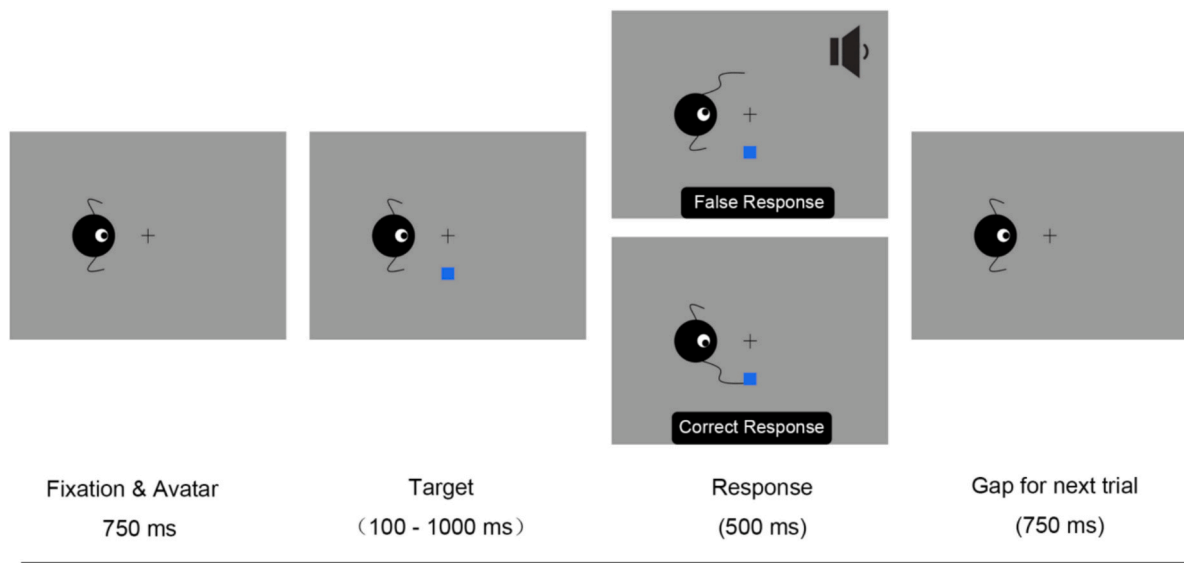 False Response
Correct Response
Fixation & Avatar
750 ms
Target
（100 - 1000 ms）
Response
(500 ms)
Gap for next trial
(750 ms)